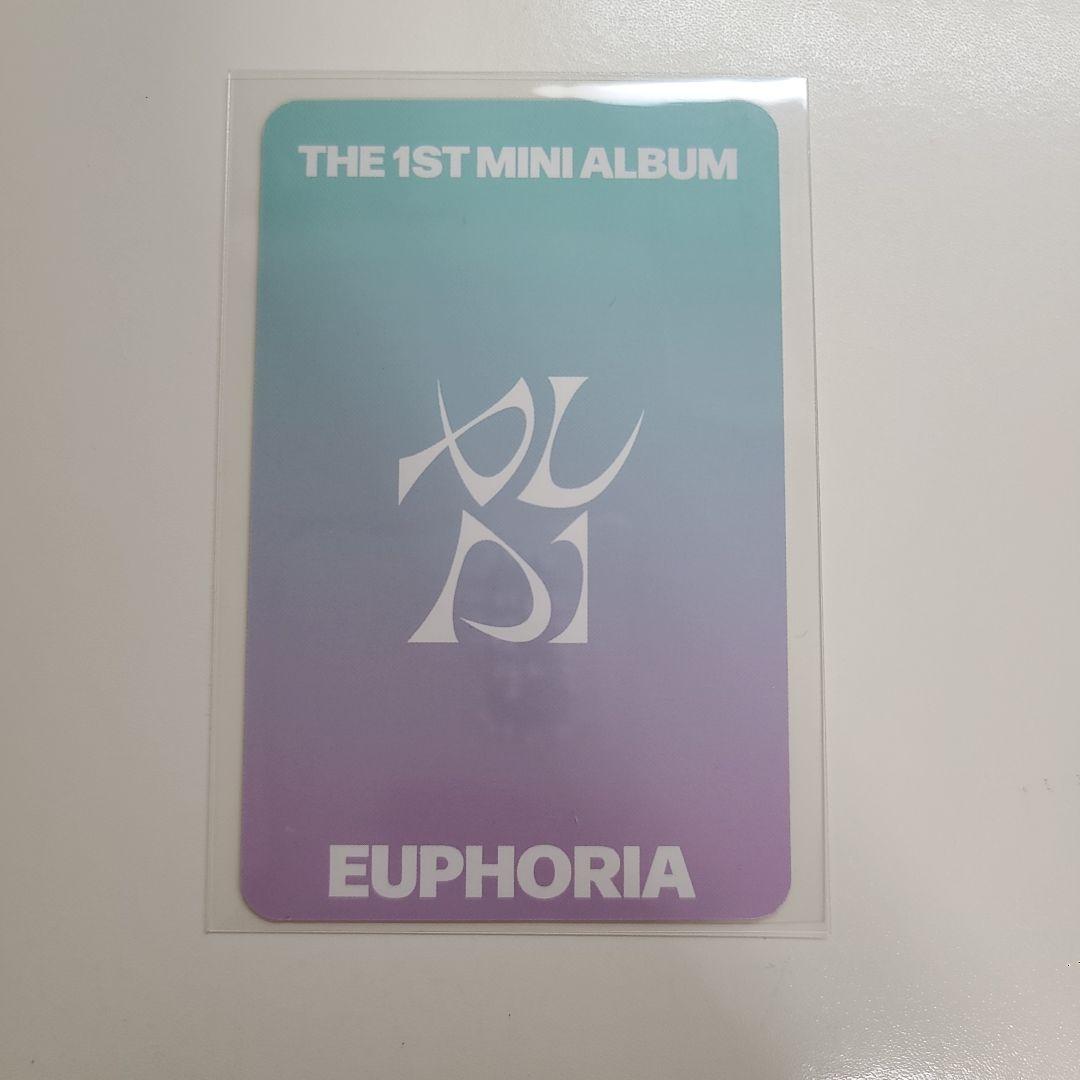 THE 1ST MINI ALBUM
EUPHORIA